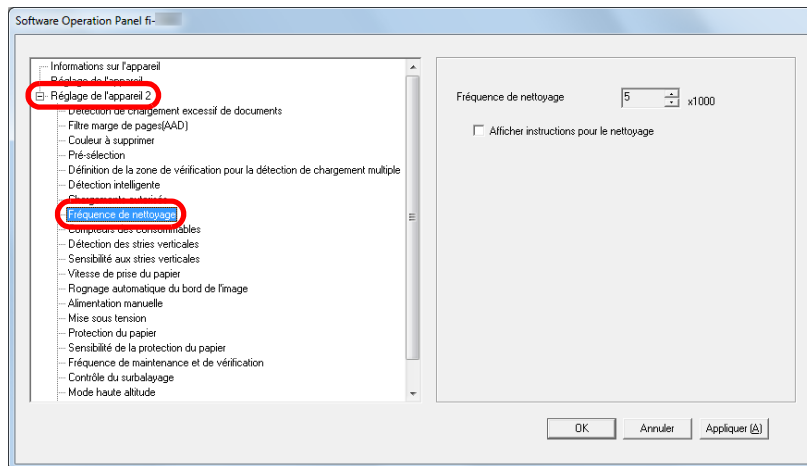 Software Operation Panel fi-
Informations sur l'appareil
Réglage de l'appareil
Réglage de l'appareil 2
Détection de chargement excessif de documents
Filtre marge de pages(AAD)
Couleur à supprimer
Pré-sélection
Définition de la zone de vérification pour la détection de chargement multiple
Détection intelligente
Chargements autorisés
Fréquence de nettoyage
Compteurs des consommables
Détection des stries verticales
Sensibilité aux stries verticales
Vitesse de prise du papier
Rognage automatique du bord de l'image
Alimentation manuelle
Mise sous tension
Protection du papier
Sensibilité de la protection du papier
Fréquence de maintenance et de vérification
Contrôle du surbalayage
Mode haute altitude
Fréquence de nettoyage 5 x1000
Afficher instructions pour le nettoyage
OK Annuler Appliquer (A)